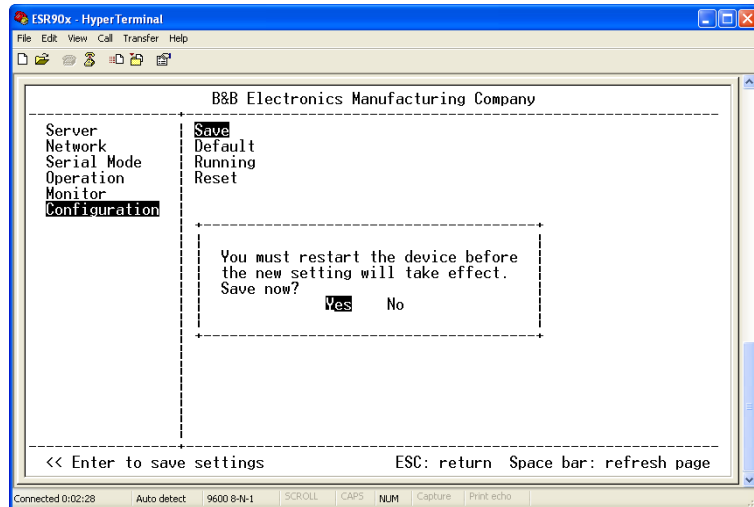 ESR90x - HyperTerminal
File Edit View Call Transfer Help
B&B Electronics Manufacturing Company
Server
Network
Serial Mode
Operation
Monitor
Configuration
Save
Default
Running
Reset
You must restart the device before
the new setting will take effect.
Save now?
Yes No
<< Enter to save settings ESC: return Space bar: refresh page
Connected 0:02:28 Auto detect 9600 8-N-1 SCROLL CAPS NUM Capture Print echo